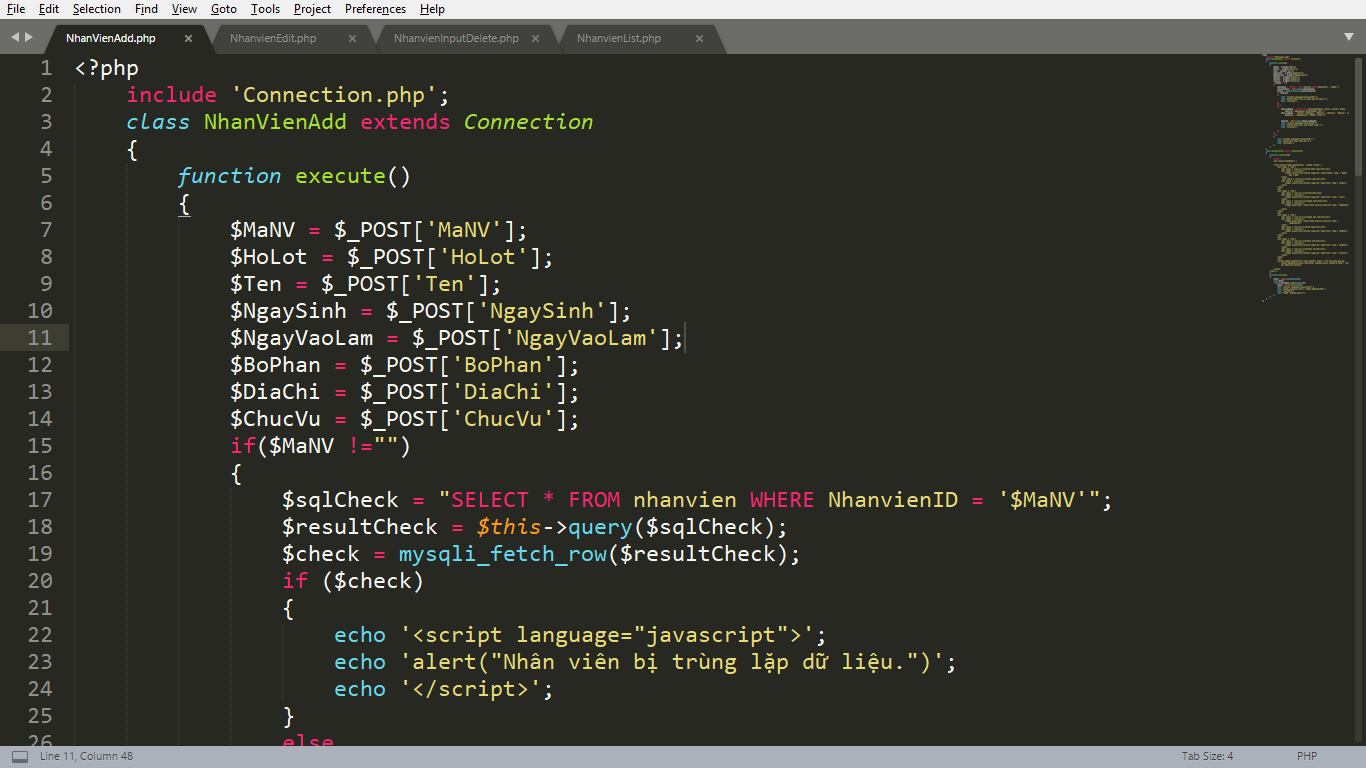 File Edit Selection Find View Goto Tools Project Preferences Help
NhanVienAdd.php × NhanvienEdit.php × NhanvienInputDelete.php × NhanvienList.php ×
1 <?php
2 include 'Connection.php';
3 class NhanVienAdd extends Connection
4 {
5 function execute()
6 {
7 $MaNV = $_POST['MaNV'];
8 $HoLot = $_POST['HoLot'];
9 $Ten = $_POST['Ten'];
10 $NgaySinh = $_POST['NgaySinh'];
11 $NgayVaoLam = $_POST['NgayVaoLam'];
12 $BoPhan = $_POST['BoPhan'];
13 $DiaChi = $_POST['DiaChi'];
14 $ChucVu = $_POST['ChucVu'];
15 if($MaNV !="")
16 {
17 $sqlCheck = "SELECT * FROM nhanvien WHERE NhanvienID = '$MaNV'";
18 $resultCheck = $this->query($sqlCheck);
19 $check = mysqli_fetch_row($resultCheck);
20 if ($check)
21 {
22 echo '<script language="javascript">';
23 echo 'alert("Nhân viên bị trùng lặp dữ liệu.")';
24 echo '</script>';
25 }
26 else
Line 11, Column 48 Tab Size: 4 PHP